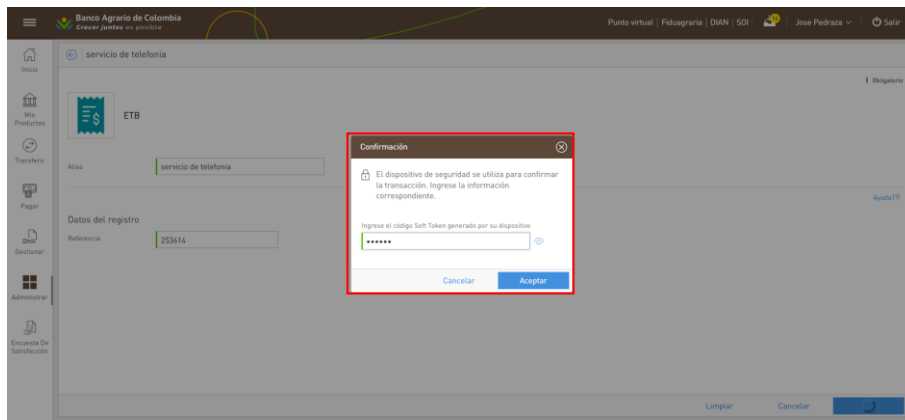 Banco Agrario de Colombia
Crecer juntos es posible
Punto virtual | Fiduagraria | DIAN | SOI
Jose Pedraza
Salir
Inicio
servicio de telefonia
Obligatorio
Mis
Productos
ETB
Transferir
Alias
servicio de telefonia
Confirmación
El dispositivo de seguridad se utiliza para confirmar
la transacción. Ingrese la información
correspondiente.
Pagar
Ayuda [?]
Datos del registro
Referencia
253614
Ingrese el código Soft Token generado por su dispositivo
••••••
Gestionar
Cancelar
Aceptar
Administrar
Encuesta De
Satisfacción
Limpiar
Cancelar